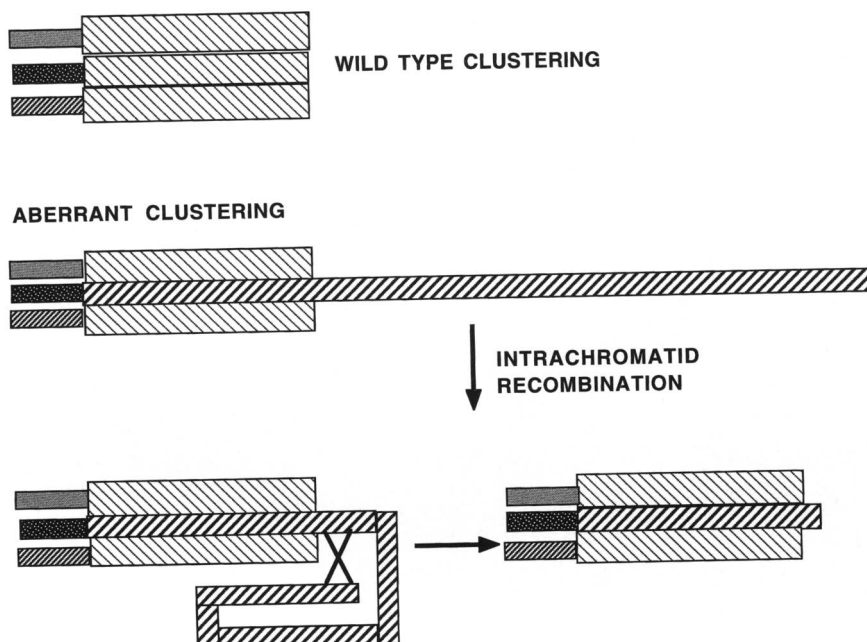 WILD TYPE CLUSTERING
ABERRANT CLUSTERING
INTRACHROMATID
RECOMBINATION